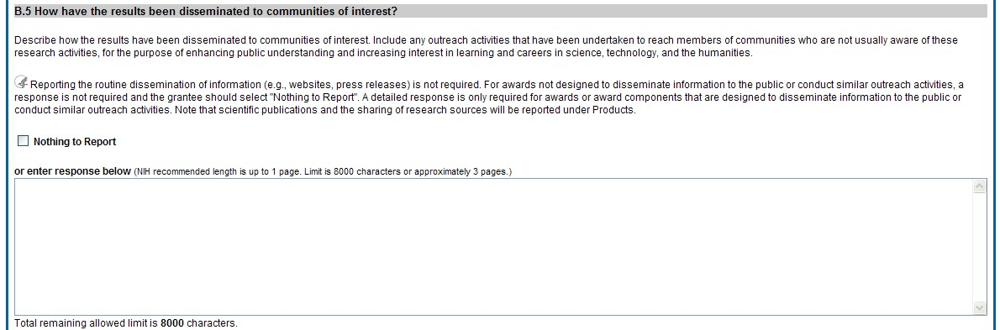 B.5 How have the results been disseminated to communities of interest?
Describe how the results have been disseminated to communities of interest. Include any outreach activities that have been undertaken to reach members of communities who are not usually aware of these
research activities, for the purpose of enhancing public understanding and increasing interest in learning and careers in science, technology, and the humanities.
Reporting the routine dissemination of information (e.g., websites, press releases) is not required. For awards not designed to disseminate information to the public or conduct similar outreach activities, a
response is not required and the grantee should select "Nothing to Report". A detailed response is only required for awards or award components that are designed to disseminate information to the public or
conduct similar outreach activities. Note that scientific publications and the sharing of research sources will be reported under Products.
Nothing to Report
or enter response below (NIH recommended length is up to 1 page. Limit is 8000 characters or approximately 3 pages.)
Total remaining allowed limit is 8000 characters.